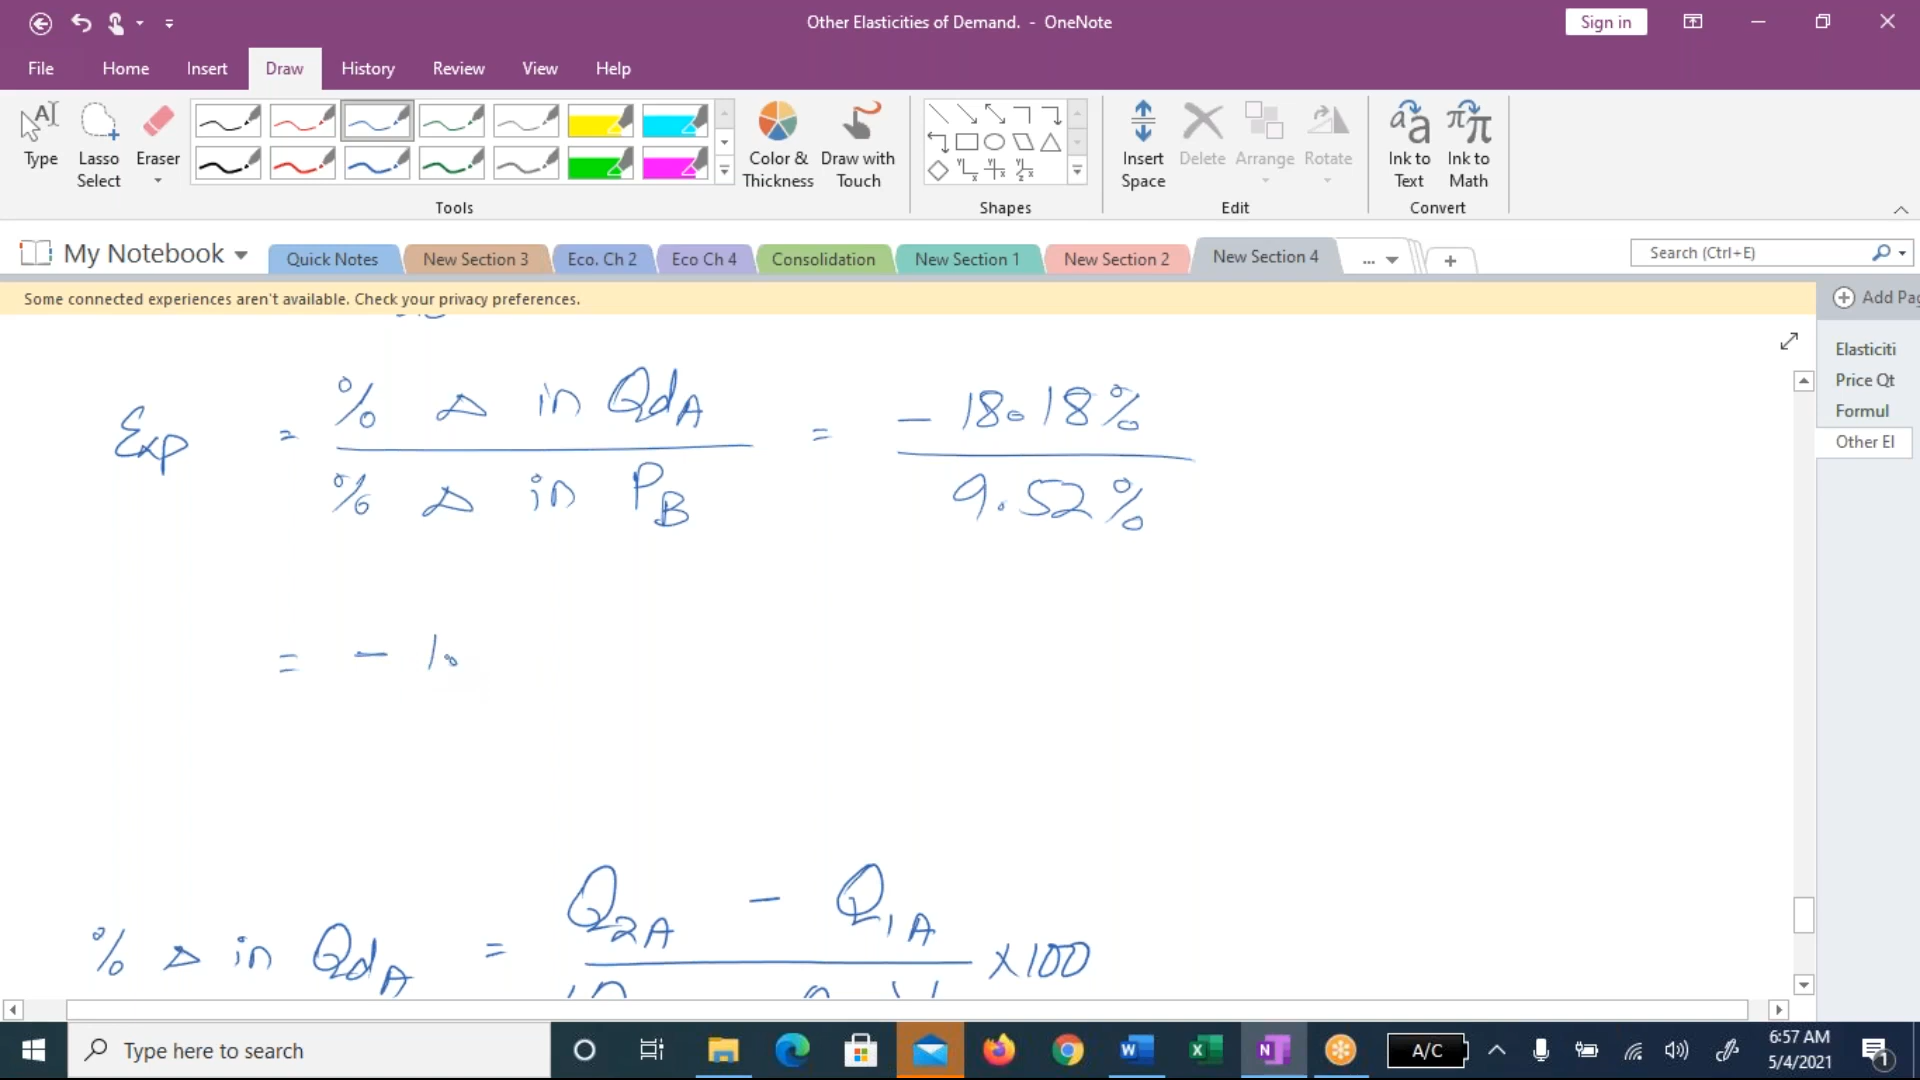 Other Elasticities of Demand. - OneNote
Sign in
File Home Insert Draw History Review View Help
Type Lasso Select Eraser Color & Thickness Draw with Touch Insert Space Delete Arrange Rotate Ink to Text Ink to Math
Tools Shapes Edit Convert
My Notebook Quick Notes New Section 3 Eco. Ch 2 Eco Ch 4 Consolidation New Section 1 New Section 2 New Section 4 ... + Search (Ctrl+E)
Some connected experiences aren't available. Check your privacy preferences.
Add Pag
Elasticiti
Price Qt
Formul
Other El
Exp = % Δ in QdA / % Δ in PB = - 18.18% / 9.52%
= - 1.
% Δ in QdA = Q2A - Q1A ×100
Type here to search
A/C
6:57 AM
5/4/2021
1